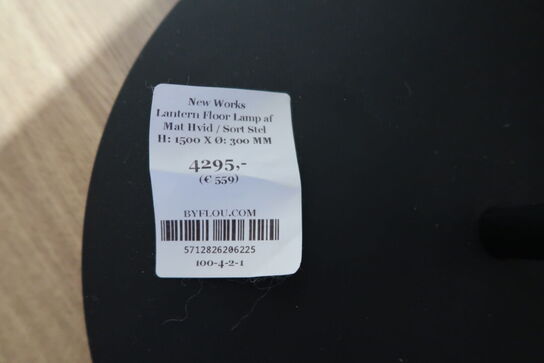 New Works
Lantern Floor Lamp af
Mat Hvid / Sort Stel
H: 1500 X Ø: 300 MM
4295,-
(€ 559)
BYFLOU.COM
5712826206225
100-4-2-1